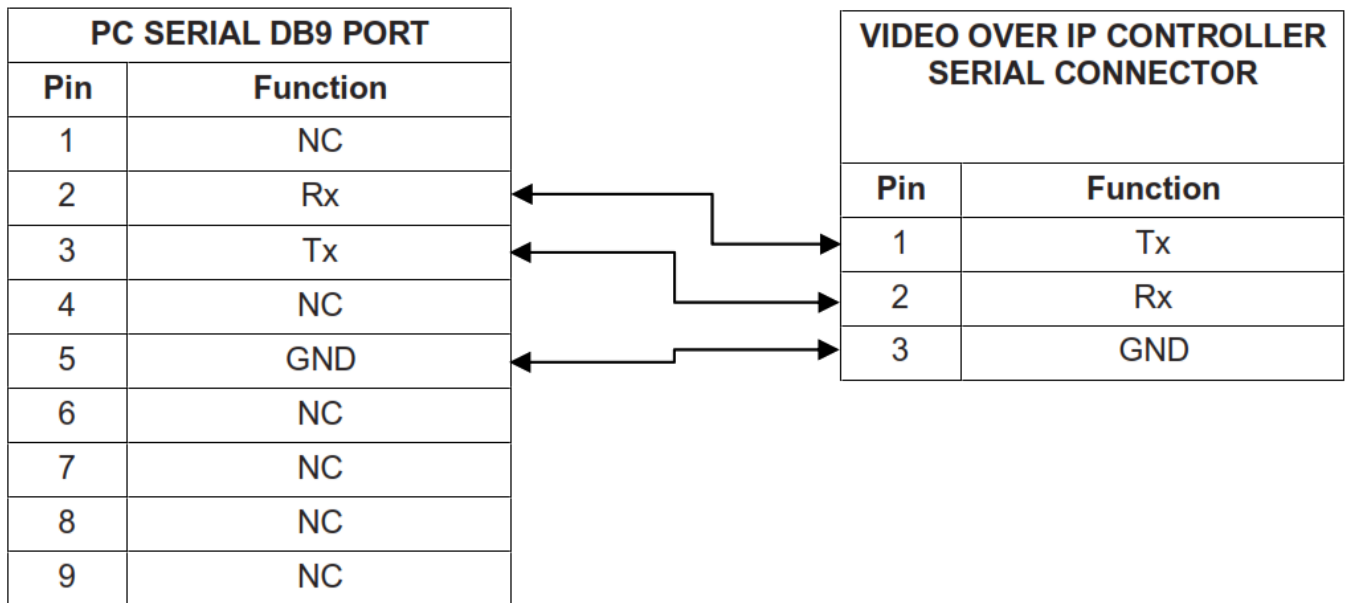 PC SERIAL DB9 PORT
Pin Function
1 NC
2 Rx
3 Tx
4 NC
5 GND
6 NC
7 NC
8 NC
9 NC
VIDEO OVER IP CONTROLLER
SERIAL CONNECTOR
Pin Function
1 Tx
2 Rx
3 GND